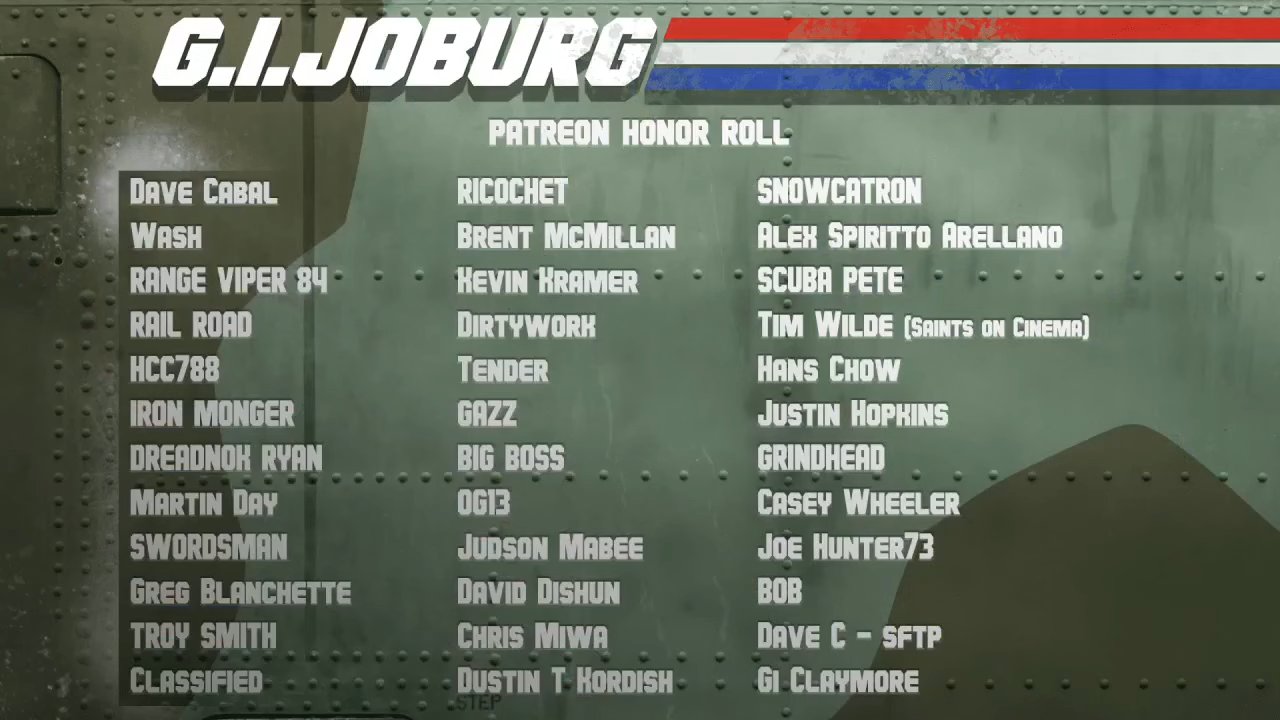 G.I.JOBURG
PATREON HONOR ROLL
DAVE CABAL
WASH
RANGE VIPER 84
RAIL ROAD
HCC788
IRON MONGER
DREADNOK RYAN
MARTIN DAY
SWORDSMAN
GREG BLANCHETTE
TROY SMITH
CLASSIFIED
RICOCHET
BRENT MCMILLAN
KEVIN KRAMER
DIRTYWORK
TENDER
GAZZ
BIG BOSS
OG13
JUDSON MABEE
DAVID DISHUN
CHRIS MIWA
DUSTIN T KORDISH
STEP
SNOWCATRON
ALEX SPIRITTO ARELLANO
SCUBA PETE
TIM WILDE (SAINTS ON CINEMA)
HANS CHOW
JUSTIN HOPKINS
GRINDHEAD
CASEY WHEELER
JOE HUNTER73
BOB
DAVE C - SFTP
GI CLAYMORE